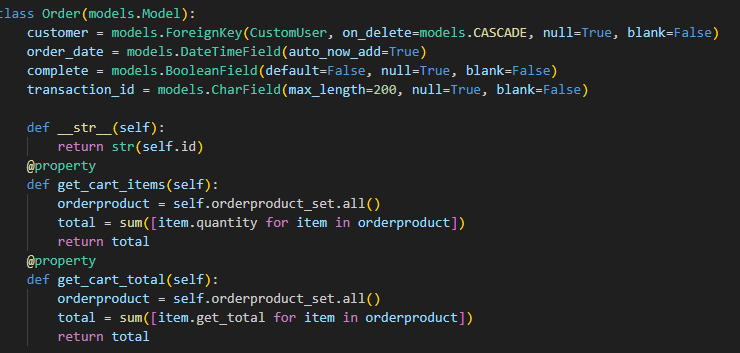 class Order(models.Model):
    customer = models.ForeignKey(CustomUser, on_delete=models.CASCADE, null=True, blank=False)
    order_date = models.DateTimeField(auto_now_add=True)
    complete = models.BooleanField(default=False, null=True, blank=False)
    transaction_id = models.CharField(max_length=200, null=True, blank=False)

    def __str__(self):
        return str(self.id)
    @property
    def get_cart_items(self):
        orderproduct = self.orderproduct_set.all()
        total = sum([item.quantity for item in orderproduct])
        return total
    @property
    def get_cart_total(self):
        orderproduct = self.orderproduct_set.all()
        total = sum([item.get_total for item in orderproduct])
        return total